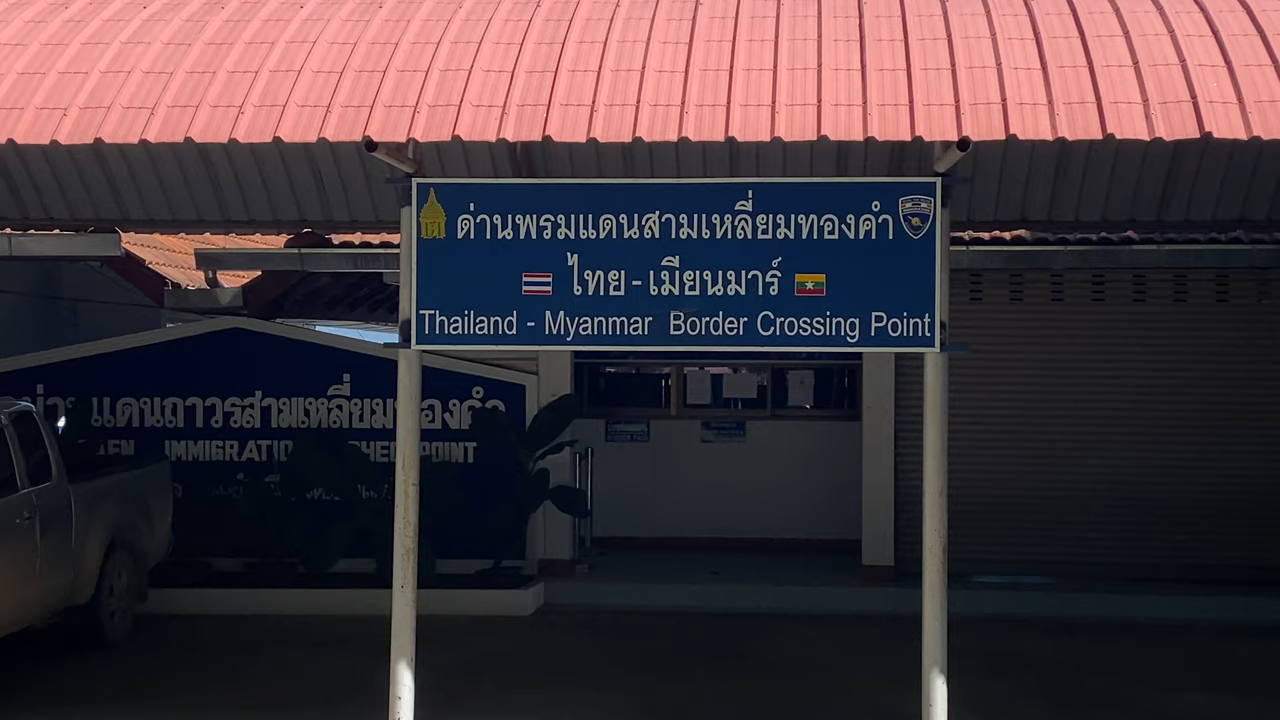 ด่านพรมแดนสามเหลี่ยมทองคำ
ไทย - เมียนมาร์
Thailand - Myanmar Border Crossing Point
แดนถาวรสามเหลี่ยม
IMMIGRATIO
POINT